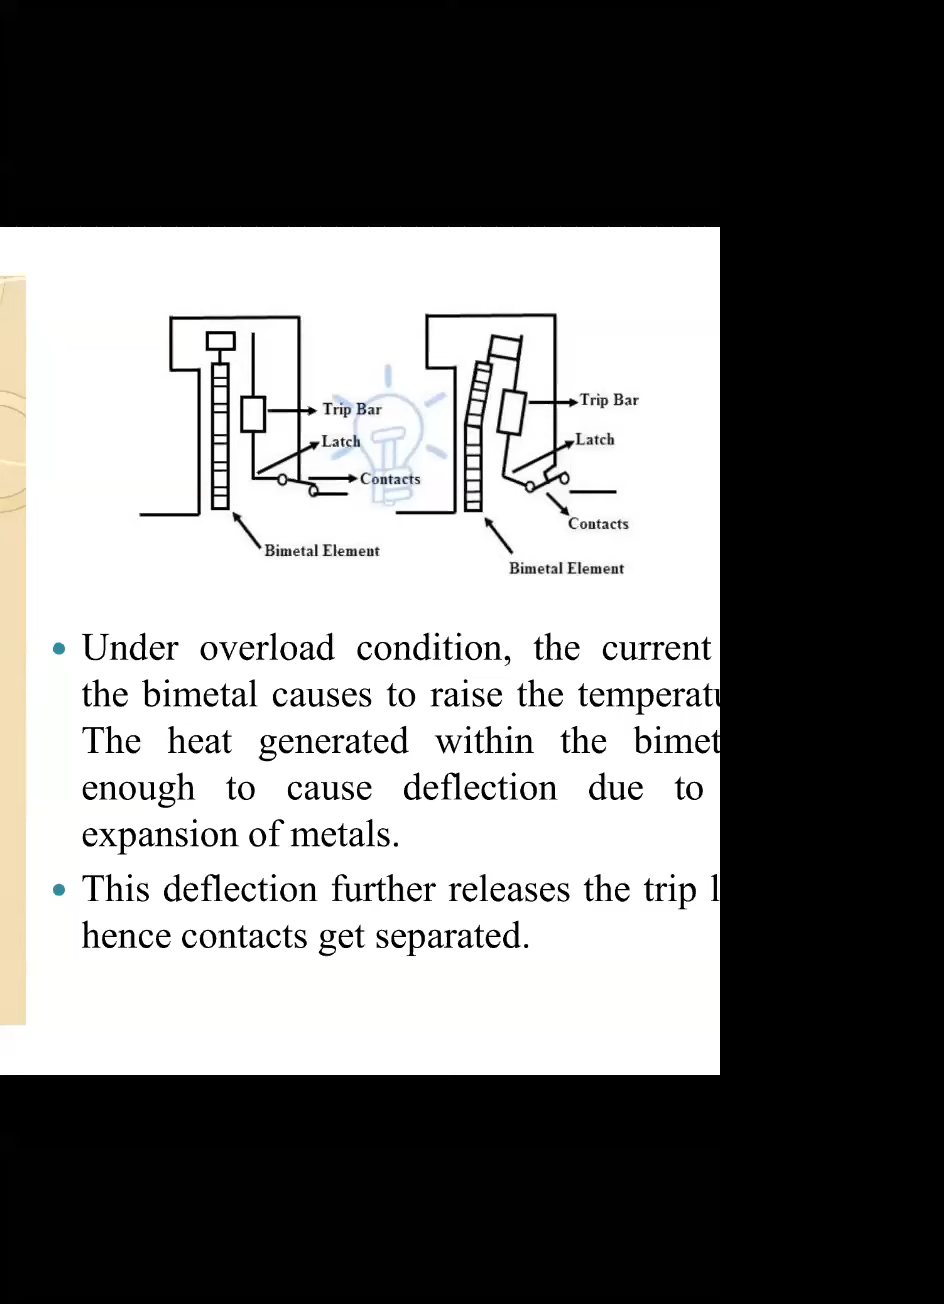 Trip Bar
Latch
Contacts
Bimetal Element
Trip Bar
Latch
Contacts
Bimetal Element
• Under overload condition, the current
the bimetal causes to raise the
The heat generated within the
enough to cause deflection due to
expansion of metals.
• This deflection further releases the trip
hence contacts get separated.